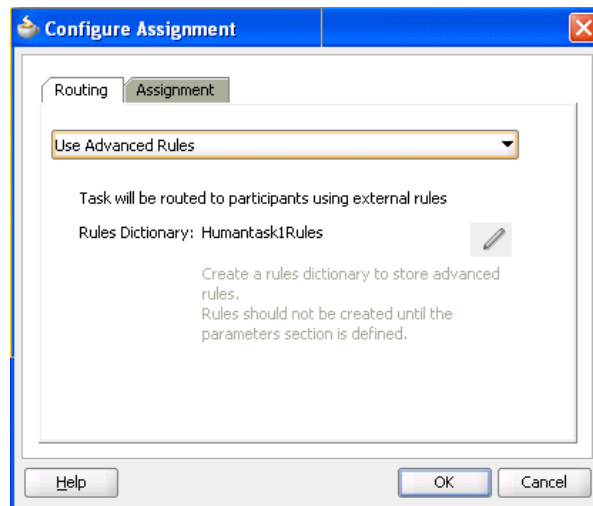 Configure Assignment
Routing
Assignment
Use Advanced Rules
Task will be routed to participants using external rules
Rules Dictionary: Humantask1Rules
Create a rules dictionary to store advanced
rules.
Rules should not be created until the
parameters section is defined.
Help
OK
Cancel